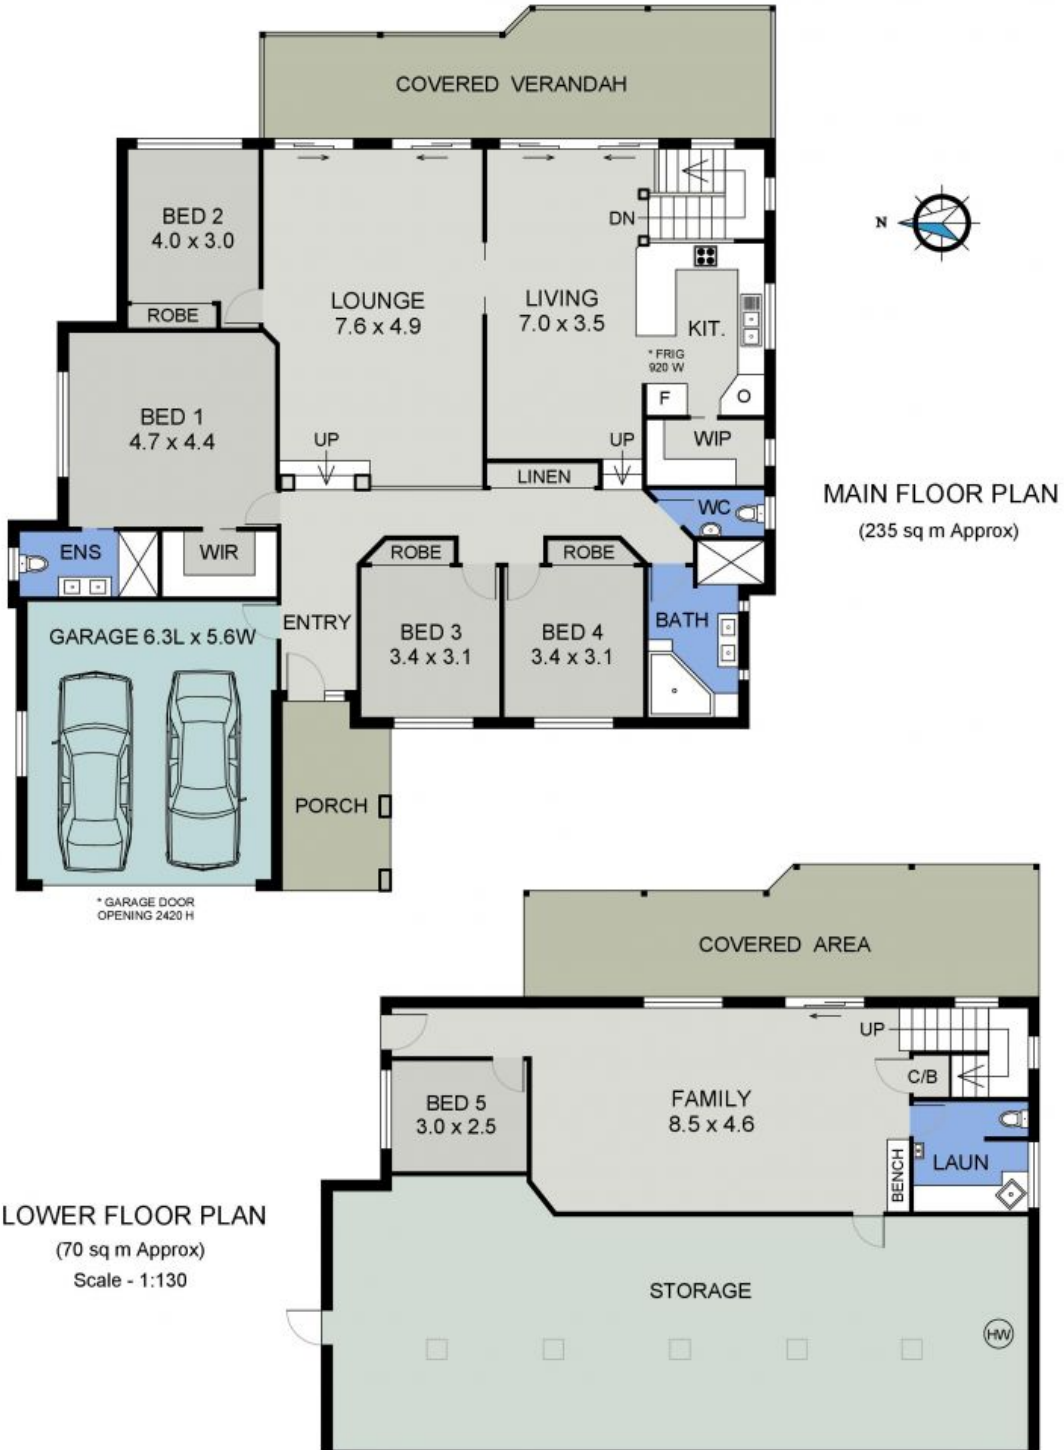 COVERED VERANDAH
BED 2
4.0 x 3.0
ROBE
LOUNGE
7.6 x 4.9
LIVING
7.0 x 3.5
DN
KIT.
* FRIG
920 W
F
O
N
BED 1
4.7 x 4.4
UP
UP
WIP
LINEN
WC
MAIN FLOOR PLAN
(235 sq m Approx)
ENS
WIR
ROBE
ROBE
GARAGE 6.3L x 5.6W
ENTRY
BED 3
3.4 x 3.1
BED 4
3.4 x 3.1
BATH
PORCH
* GARAGE DOOR
OPENING 2420 H
COVERED AREA
UP
C/B
BED 5
3.0 x 2.5
FAMILY
8.5 x 4.6
BENCH
LAUN
LOWER FLOOR PLAN
(70 sq m Approx)
Scale - 1:130
STORAGE
HW